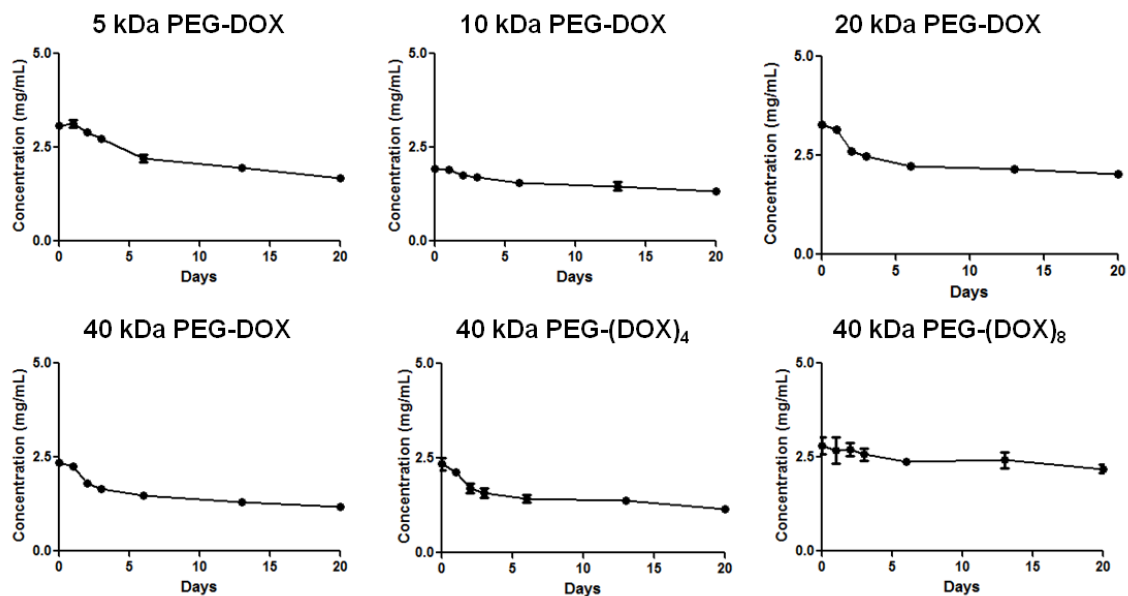 5 kDa PEG-DOX
Concentration (mg/mL)
5.0
2.5
0.0
0 5 10 15 20
Days
10 kDa PEG-DOX
Concentration (mg/mL)
5.0
2.5
0.0
0 5 10 15 20
Days
20 kDa PEG-DOX
Concentration (mg/mL)
5.0
2.5
0.0
0 5 10 15 20
Days
40 kDa PEG-DOX
Concentration (mg/mL)
5.0
2.5
0.0
0 5 10 15 20
Days
40 kDa PEG-(DOX)₄
Concentration (mg/mL)
5.0
2.5
0.0
0 5 10 15 20
Days
40 kDa PEG-(DOX)₈
Concentration (mg/mL)
5.0
2.5
0.0
0 5 10 15 20
Days